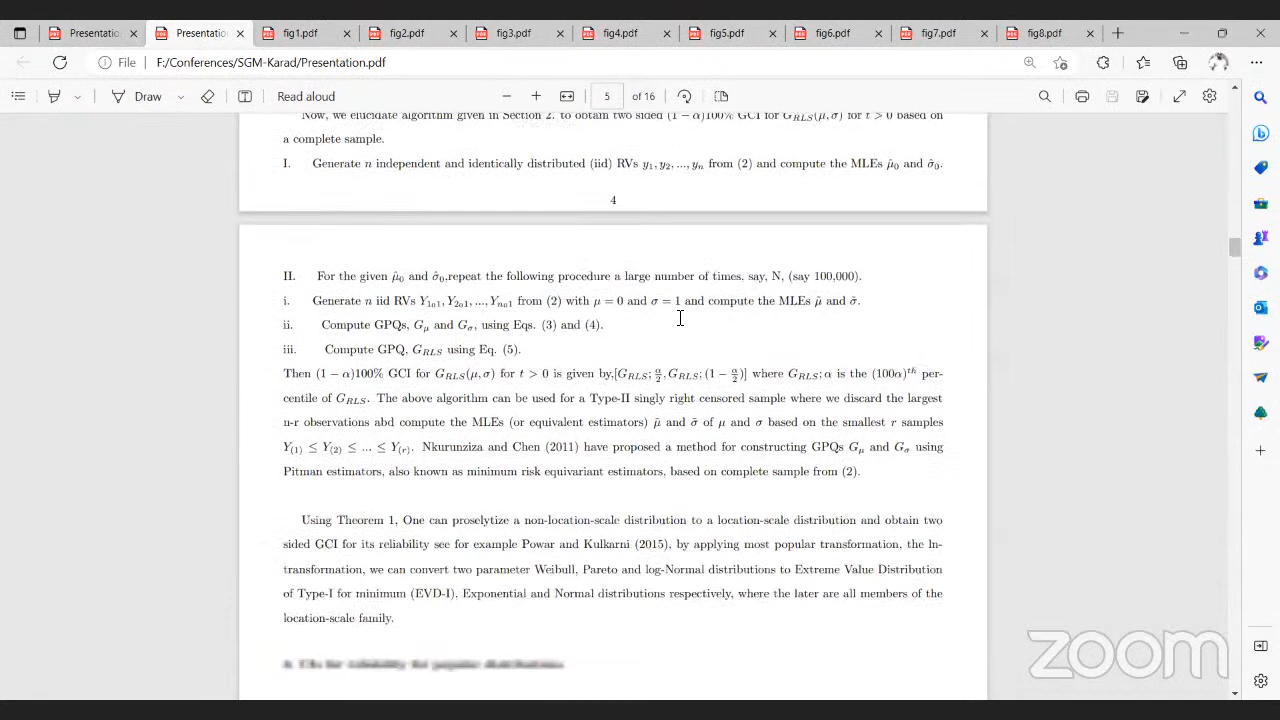 Presentatio
Presentatio
fig1.pdf
fig2.pdf
fig3.pdf
fig4.pdf
fig5.pdf
fig6.pdf
fig7.pdf
fig8.pdf
File
F:/Conferences/SGM-Karad/Presentation.pdf
Draw
Read aloud
5 of 16
Now, we elucidate algorithm given in Section 2. to obtain two sided (1 − α)100% GCI for G_RLS(μ, σ) for t > 0 based on
a complete sample.
I. Generate n independent and identically distributed (iid) RVs y₁, y₂, ..., yₙ from (2) and compute the MLEs μ̂₀ and σ̂₀.
4
II. For the given μ̂₀ and σ̂₀,repeat the following procedure a large number of times, say, N, (say 100,000).
i. Generate n iid RVs Y₁₀₁, Y₂₀₁, ..., Yₙ₀₁ from (2) with μ = 0 and σ = 1 and compute the MLEs μ̂ and σ̂.
ii. Compute GPQs, G_μ and G_σ, using Eqs. (3) and (4).
iii. Compute GPQ, G_RLS using Eq. (5).
Then (1 − α)100% GCI for G_RLS(μ, σ) for t > 0 is given by,[G_RLS; α/2, G_RLS; (1 − α/2)] where G_RLS; α is the (100α)^th per-
centile of G_RLS. The above algorithm can be used for a Type-II singly right censored sample where we discard the largest
n-r observations abd compute the MLEs (or equivalent estimators) μ̂ and σ̂ of μ and σ based on the smallest r samples
Y₍₁₎ ≤ Y₍₂₎ ≤ ... ≤ Y₍ᵣ₎. Nkurunziza and Chen (2011) have proposed a method for constructing GPQs G_μ and G_σ using
Pitman estimators, also known as minimum risk equivariant estimators, based on complete sample from (2).
Using Theorem 1, One can proselytize a non-location-scale distribution to a location-scale distribution and obtain two
sided GCI for its reliability see for example Powar and Kulkarni (2015), by applying most popular transformation, the ln-
transformation, we can convert two parameter Weibull, Pareto and log-Normal distributions to Extreme Value Distribution
of Type-I for minimum (EVD-I), Exponential and Normal distributions respectively, where the later are all members of the
location-scale family.
zoom